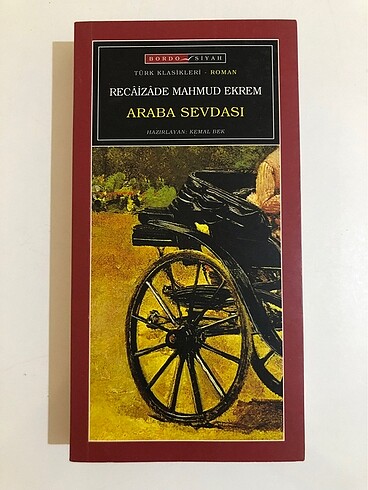 BORDO SİYAH
TÜRK KLASİKLERİ - ROMAN
RECÂİZÂDE MAHMUD EKREM
ARABA SEVDASI
HAZIRLAYAN: KEMAL BEK